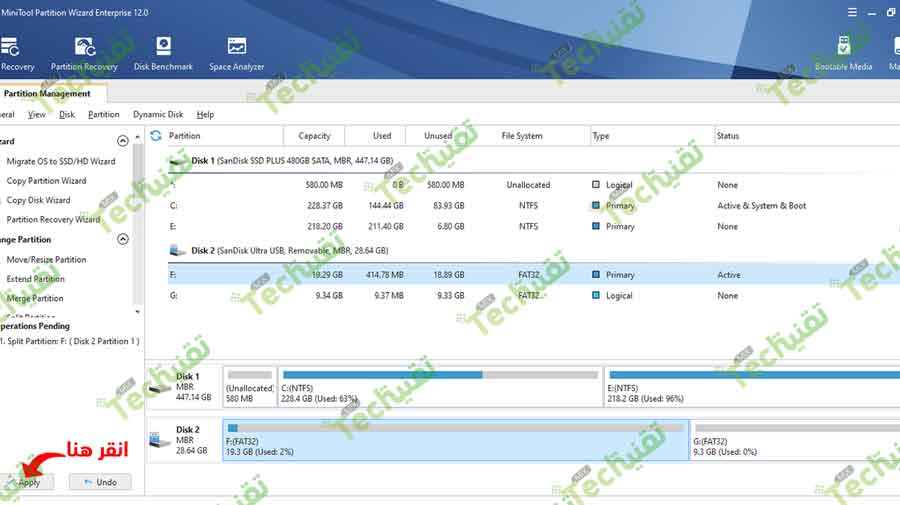 MiniTool Partition Wizard Enterprise 12.0
Recovery Partition Recovery Disk Benchmark Space Analyzer Bootable Media Ma
Partition Management
eral View Disk Partition Dynamic Disk Help
zard
Migrate OS to SSD/HD Wizard
Copy Partition Wizard
Copy Disk Wizard
Partition Recovery Wizard
ange Partition
Move/Resize Partition
Extend Partition
Merge Partition
Split Partition
perations Pending
1. Split Partition: F: ( Disk 2 Partition 1 )
Partition Capacity Used Unused File System Type Status
Disk 1 (SanDisk SSD PLUS 480GB SATA, MBR, 447.14 GB)
*: 580.00 MB 0 B 580.00 MB Unallocated Logical None
C: 228.37 GB 144.44 GB 83.93 GB NTFS Primary Active & System & Boot
E: 218.20 GB 211.40 GB 6.80 GB NTFS Primary None
Disk 2 (SanDisk Ultra USB, Removable, MBR, 28.64 GB)
F: 19.29 GB 414.78 MB 18.89 GB FAT32 Primary Active
G: 9.34 GB 9.37 MB 9.33 GB FAT32 Logical None
Disk 1
MBR
447.14 GB
(Unallocated)
580 MB
C:(NTFS)
228.4 GB (Used: 63%)
E:(NTFS)
218.2 GB (Used: 96%)
Disk 2
MBR
28.64 GB
F:(FAT32)
19.3 GB (Used: 2%)
G:(FAT32)
9.3 GB (Used: 0%)
انقر هنا
Apply Undo
تقنية Techمیكس